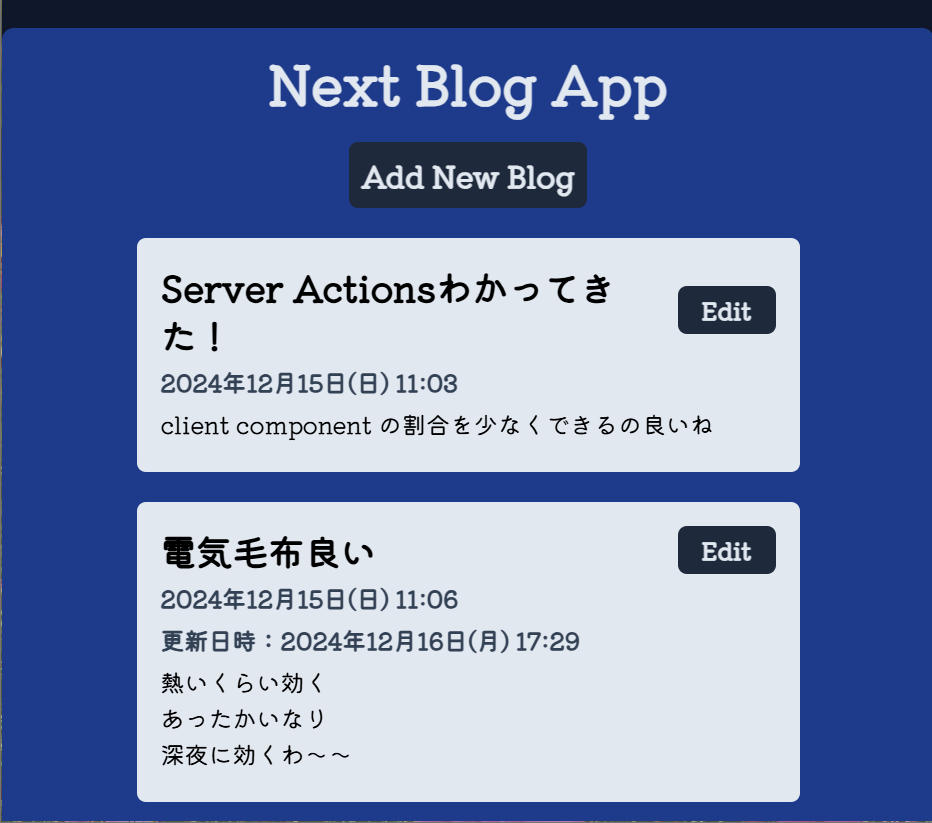 Next Blog App
Add New Blog
Server Actionsわかってき
た！
Edit
2024年12月15日(日) 11:03
client component の割合を少なくできるの良いね
電気毛布良い
Edit
2024年12月15日(日) 11:06
更新日時：2024年12月16日(月) 17:29
熱いくらい効く
あったかいなり
深夜に効くわ～～